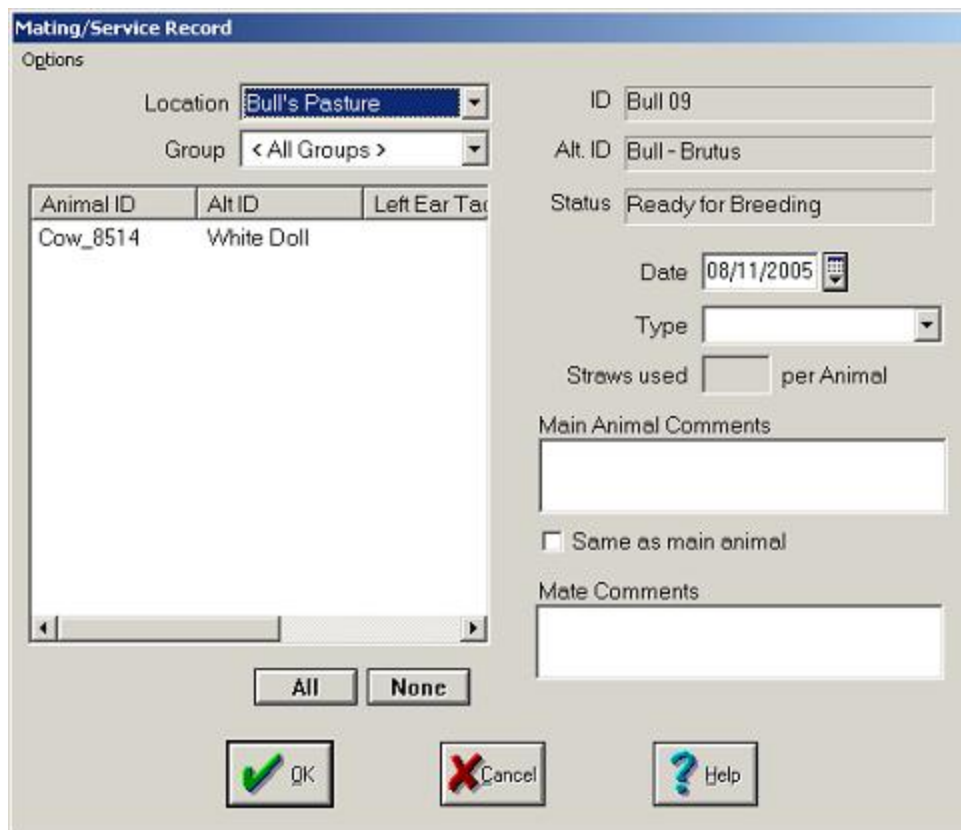 Mating/Service Record
Options
Location Bull's Pasture
Group < All Groups >
Animal ID Alt ID Left Ear Tag
Cow_8514 White Doll
All None
ID Bull 09
Alt. ID Bull - Brutus
Status Ready for Breeding
Date 08/11/2005
Type
Straws used per Animal
Main Animal Comments
Same as main animal
Mate Comments
OK Cancel Help